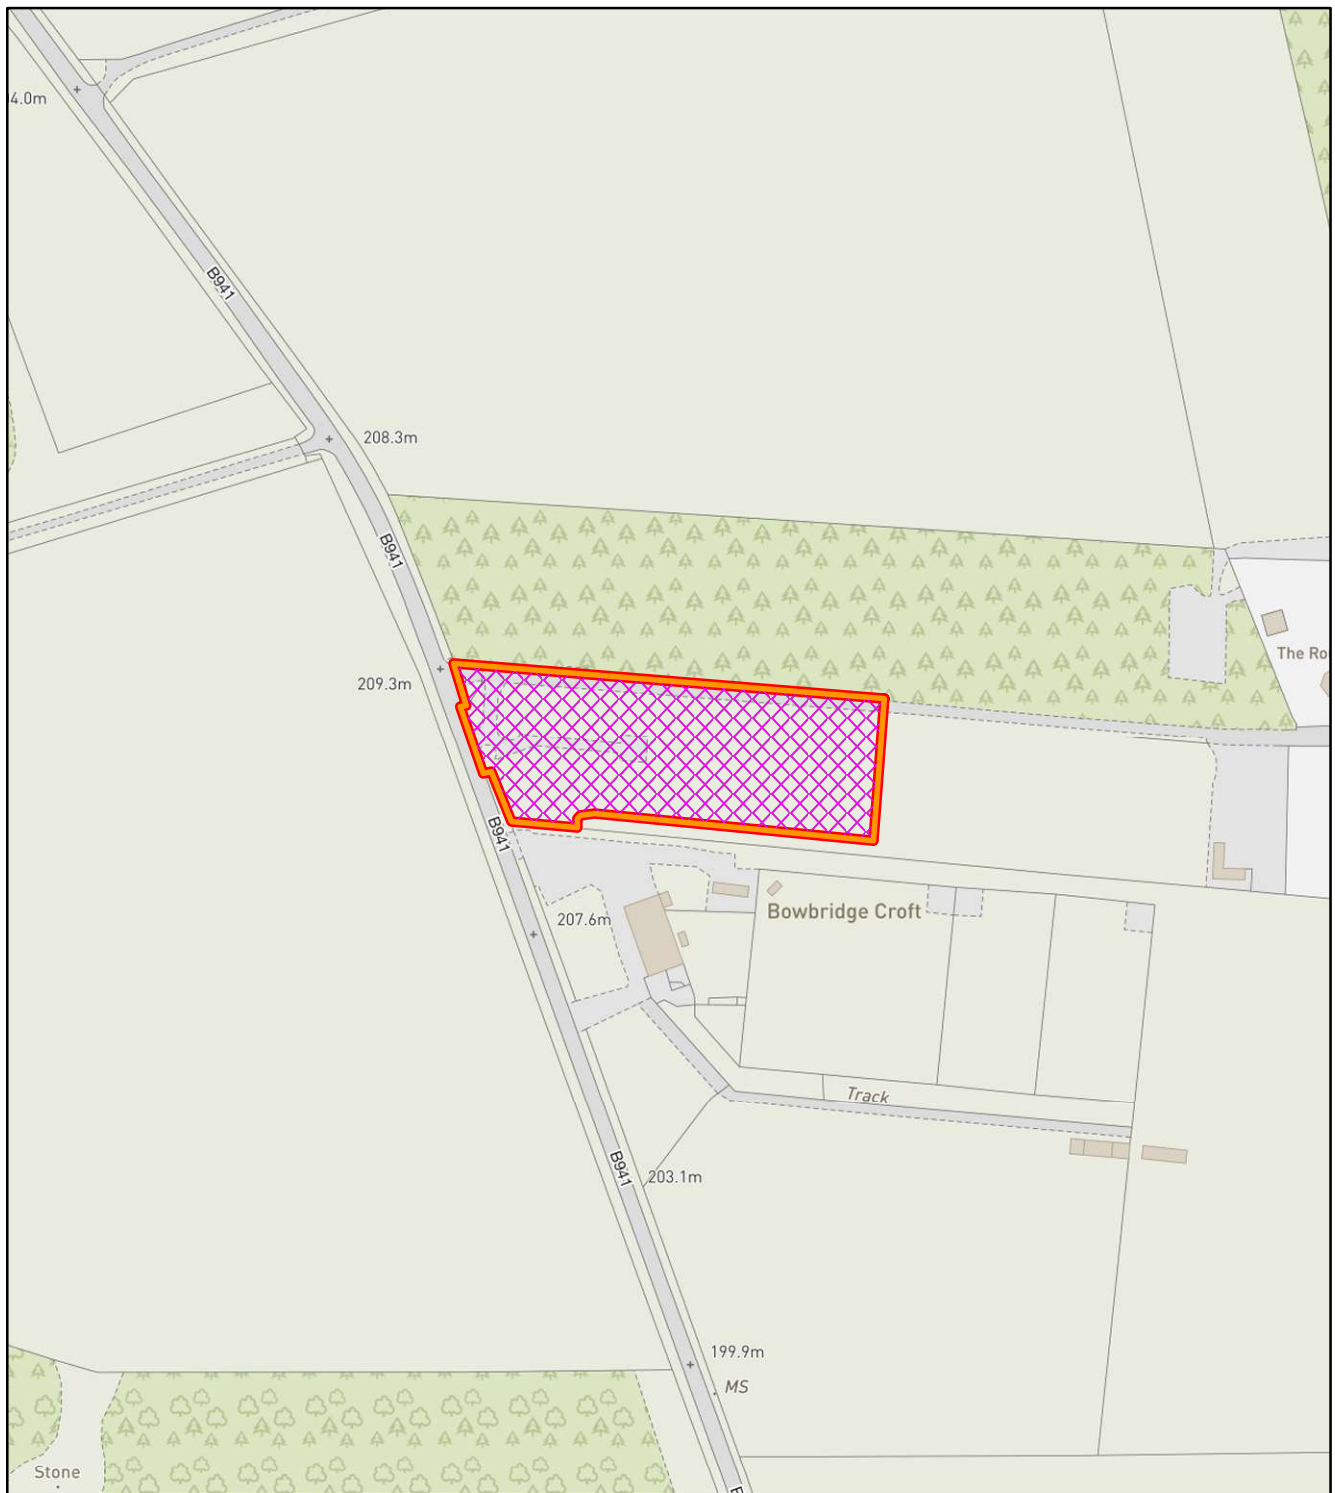 4.0m
B941
208.3m
B941
The Ro
209.3m
B941
Bowbridge Croft
207.6m
Track
B941
203.1m
199.9m
MS
Stone
B